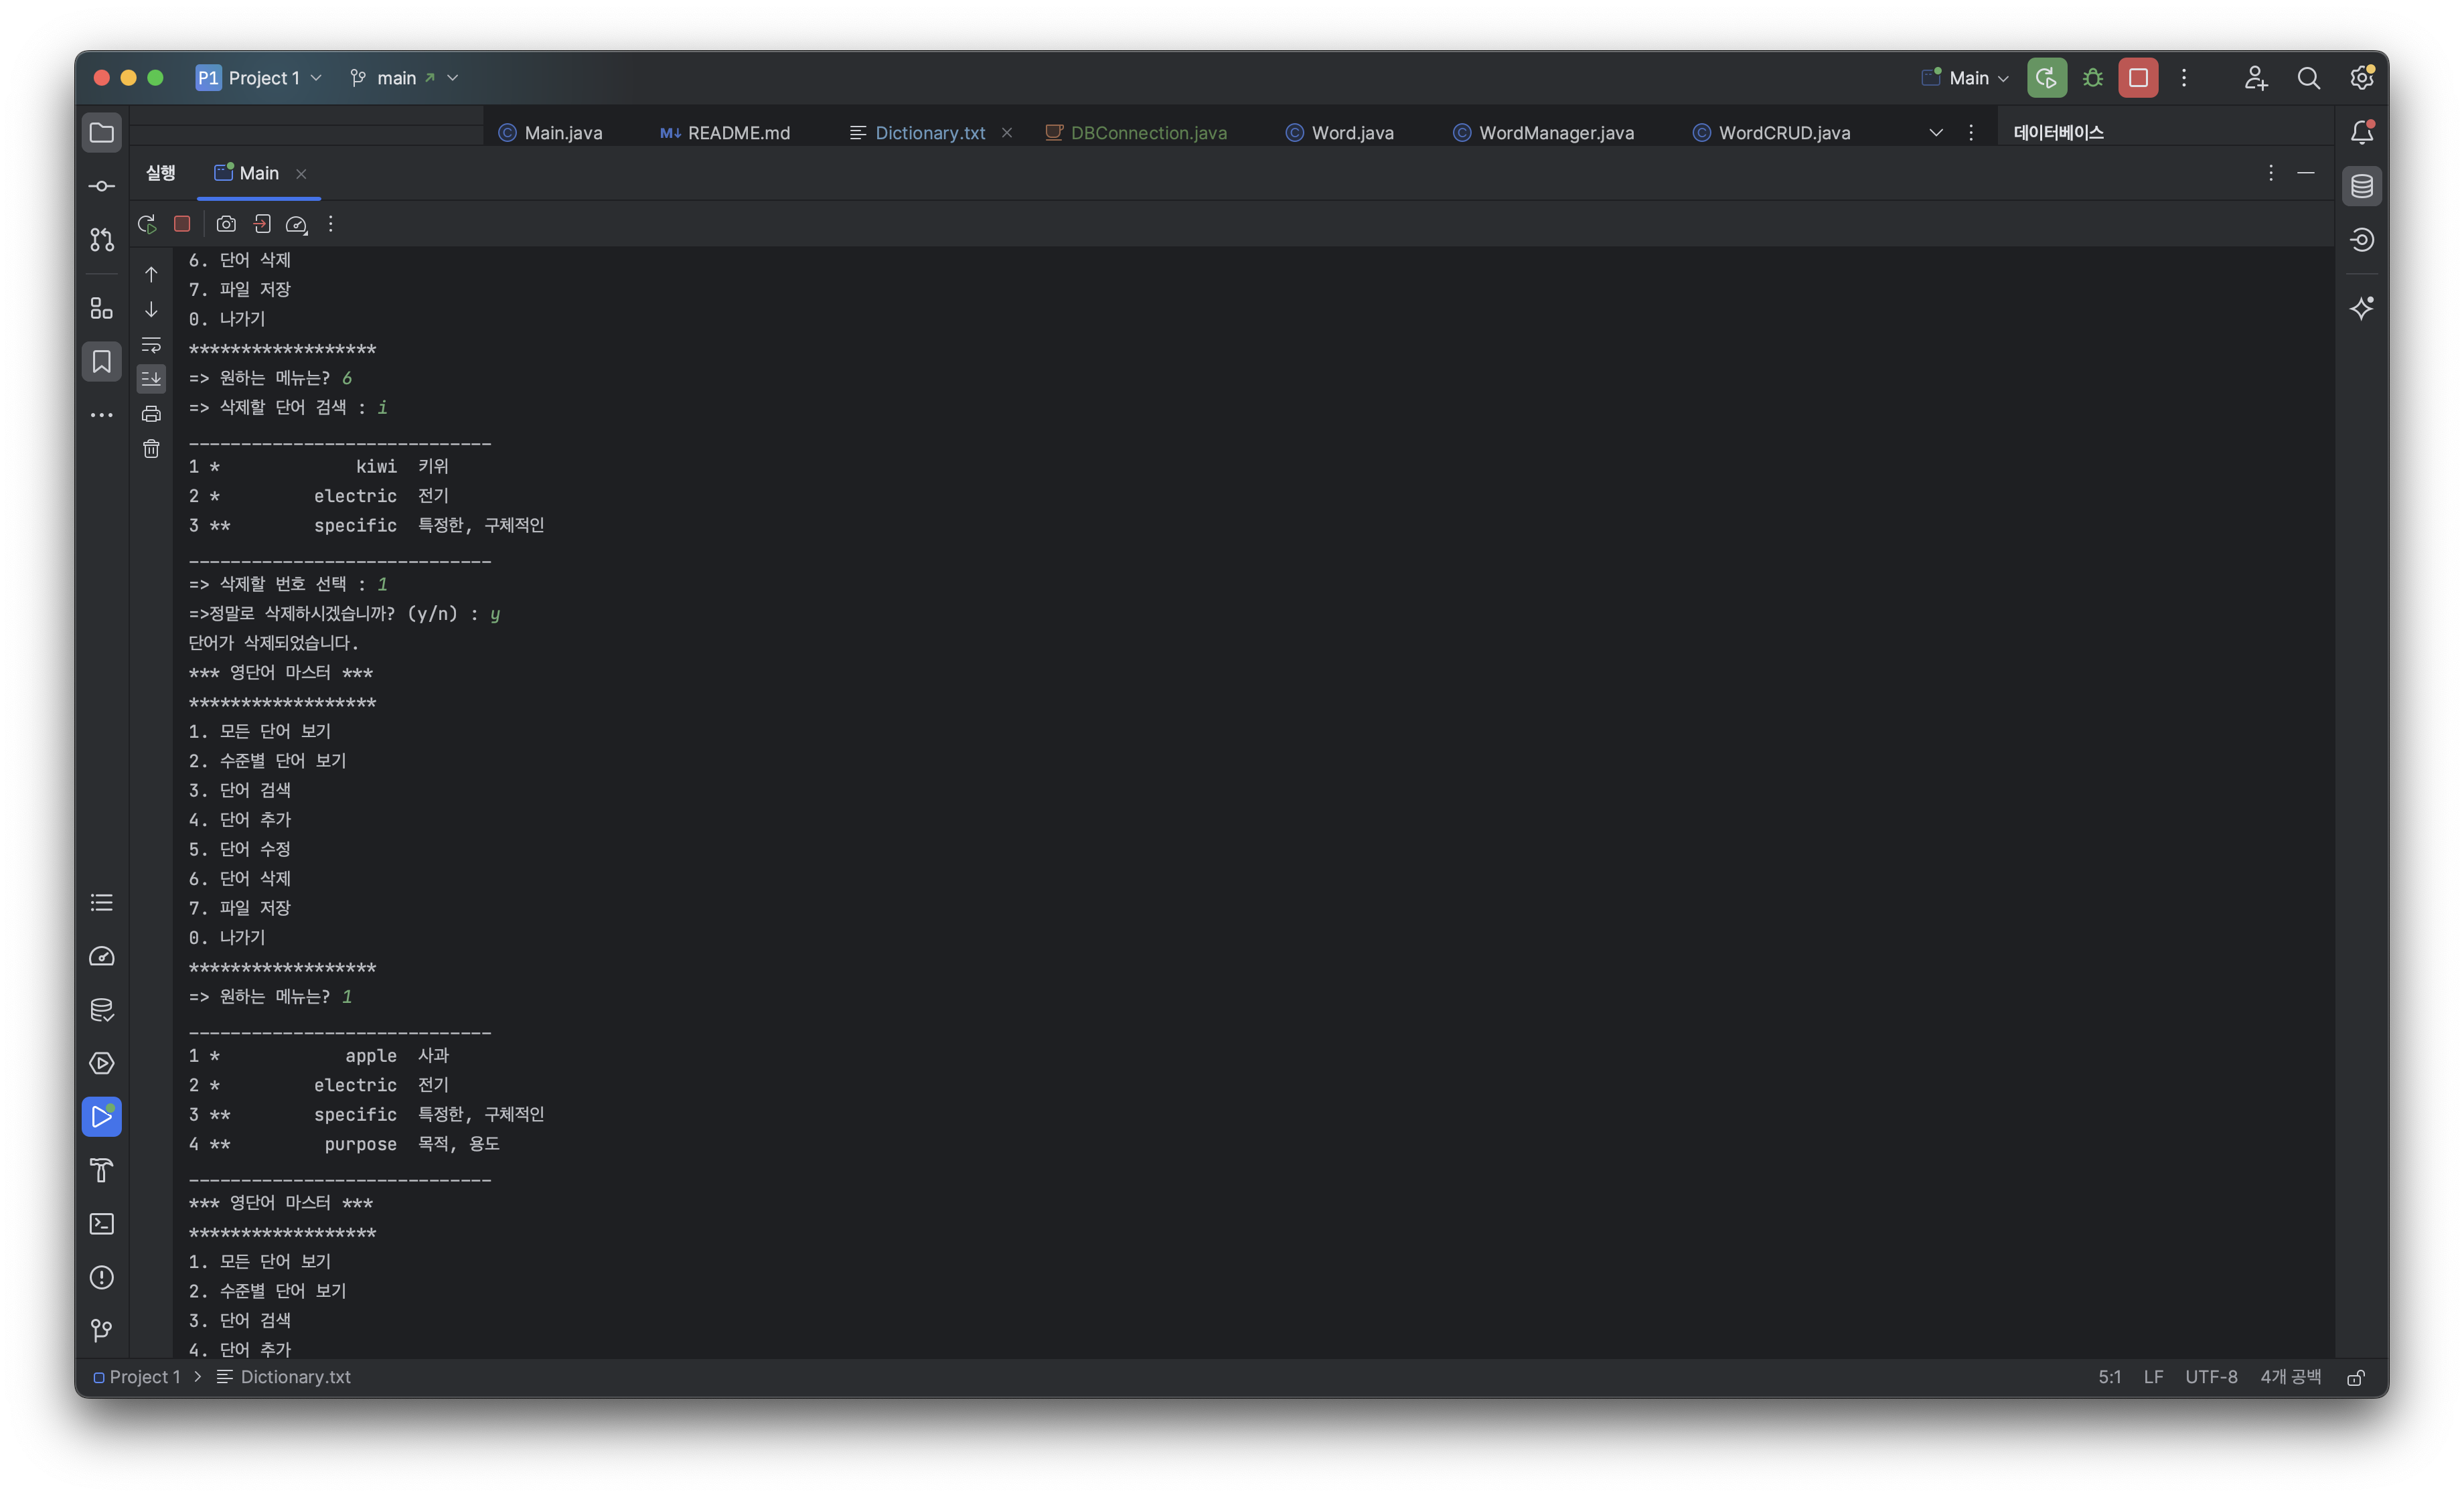 P1 Project 1 main Main
Main.java README.md Dictionary.txt DBConnection.java Word.java WordManager.java WordCRUD.java 데이터베이스
실행 Main
6. 단어 삭제
7. 파일 저장
0. 나가기
******************
=> 원하는 메뉴는? 6
=> 삭제할 단어 검색 : i
-----------------------------
1 * kiwi 키위
2 * electric 전기
3 ** specific 특정한, 구체적인
-----------------------------
=> 삭제할 번호 선택 : 1
=>정말로 삭제하시겠습니까? (y/n) : y
단어가 삭제되었습니다.
*** 영단어 마스터 ***
******************
1. 모든 단어 보기
2. 수준별 단어 보기
3. 단어 검색
4. 단어 추가
5. 단어 수정
6. 단어 삭제
7. 파일 저장
0. 나가기
******************
=> 원하는 메뉴는? 1
-----------------------------
1 * apple 사과
2 * electric 전기
3 ** specific 특정한, 구체적인
4 ** purpose 목적, 용도
-----------------------------
*** 영단어 마스터 ***
******************
1. 모든 단어 보기
2. 수준별 단어 보기
3. 단어 검색
4. 단어 추가
Project 1 > Dictionary.txt 5:1 LF UTF-8 4개 공백